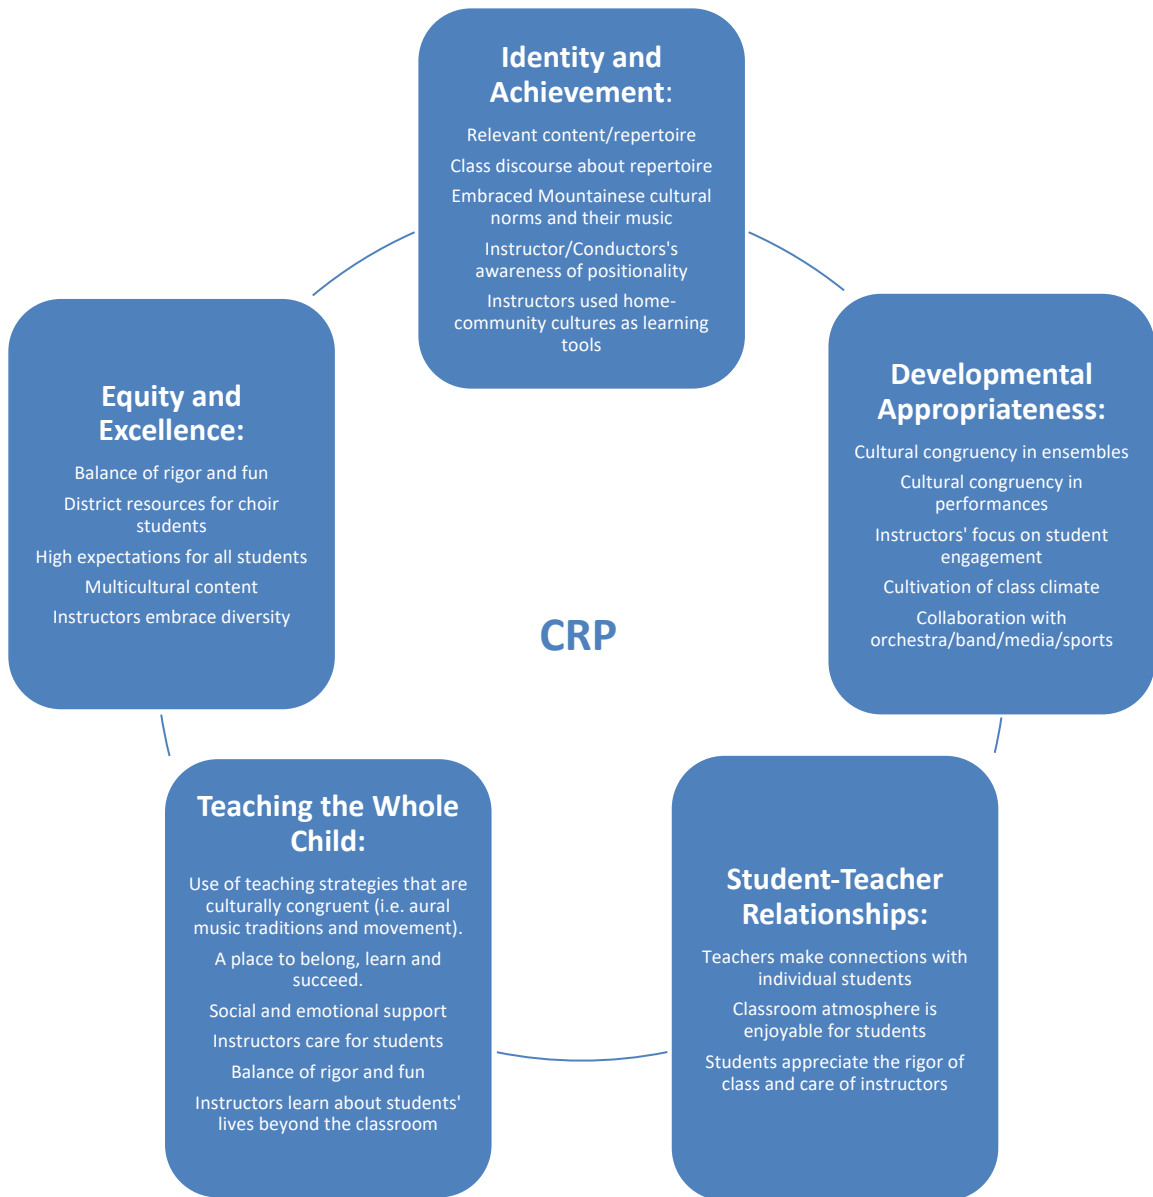 Identity and
Achievement:
Relevant content/repertoire
Class discourse about repertoire
Embraced Mountainese cultural
norms and their music
Instructor/Conductors's
awareness of positionality
Instructors used home-
community cultures as learning
tools
Developmental
Appropriateness:
Cultural congruency in ensembles
Cultural congruency in
performances
Instructors' focus on student
engagement
Cultivation of class climate
Collaboration with
orchestra/band/media/sports
Student-Teacher
Relationships:
Teachers make connections with
individual students
Classroom atmosphere is
enjoyable for students
Students appreciate the rigor of
class and care of instructors
Teaching the Whole
Child:
Use of teaching strategies that are
culturally congruent (i.e. aural
music traditions and movement).
A place to belong, learn and
succeed.
Social and emotional support
Instructors care for students
Balance of rigor and fun
Instructors learn about students'
lives beyond the classroom
Equity and
Excellence:
Balance of rigor and fun
District resources for choir
students
High expectations for all students
Multicultural content
Instructors embrace diversity
CRP